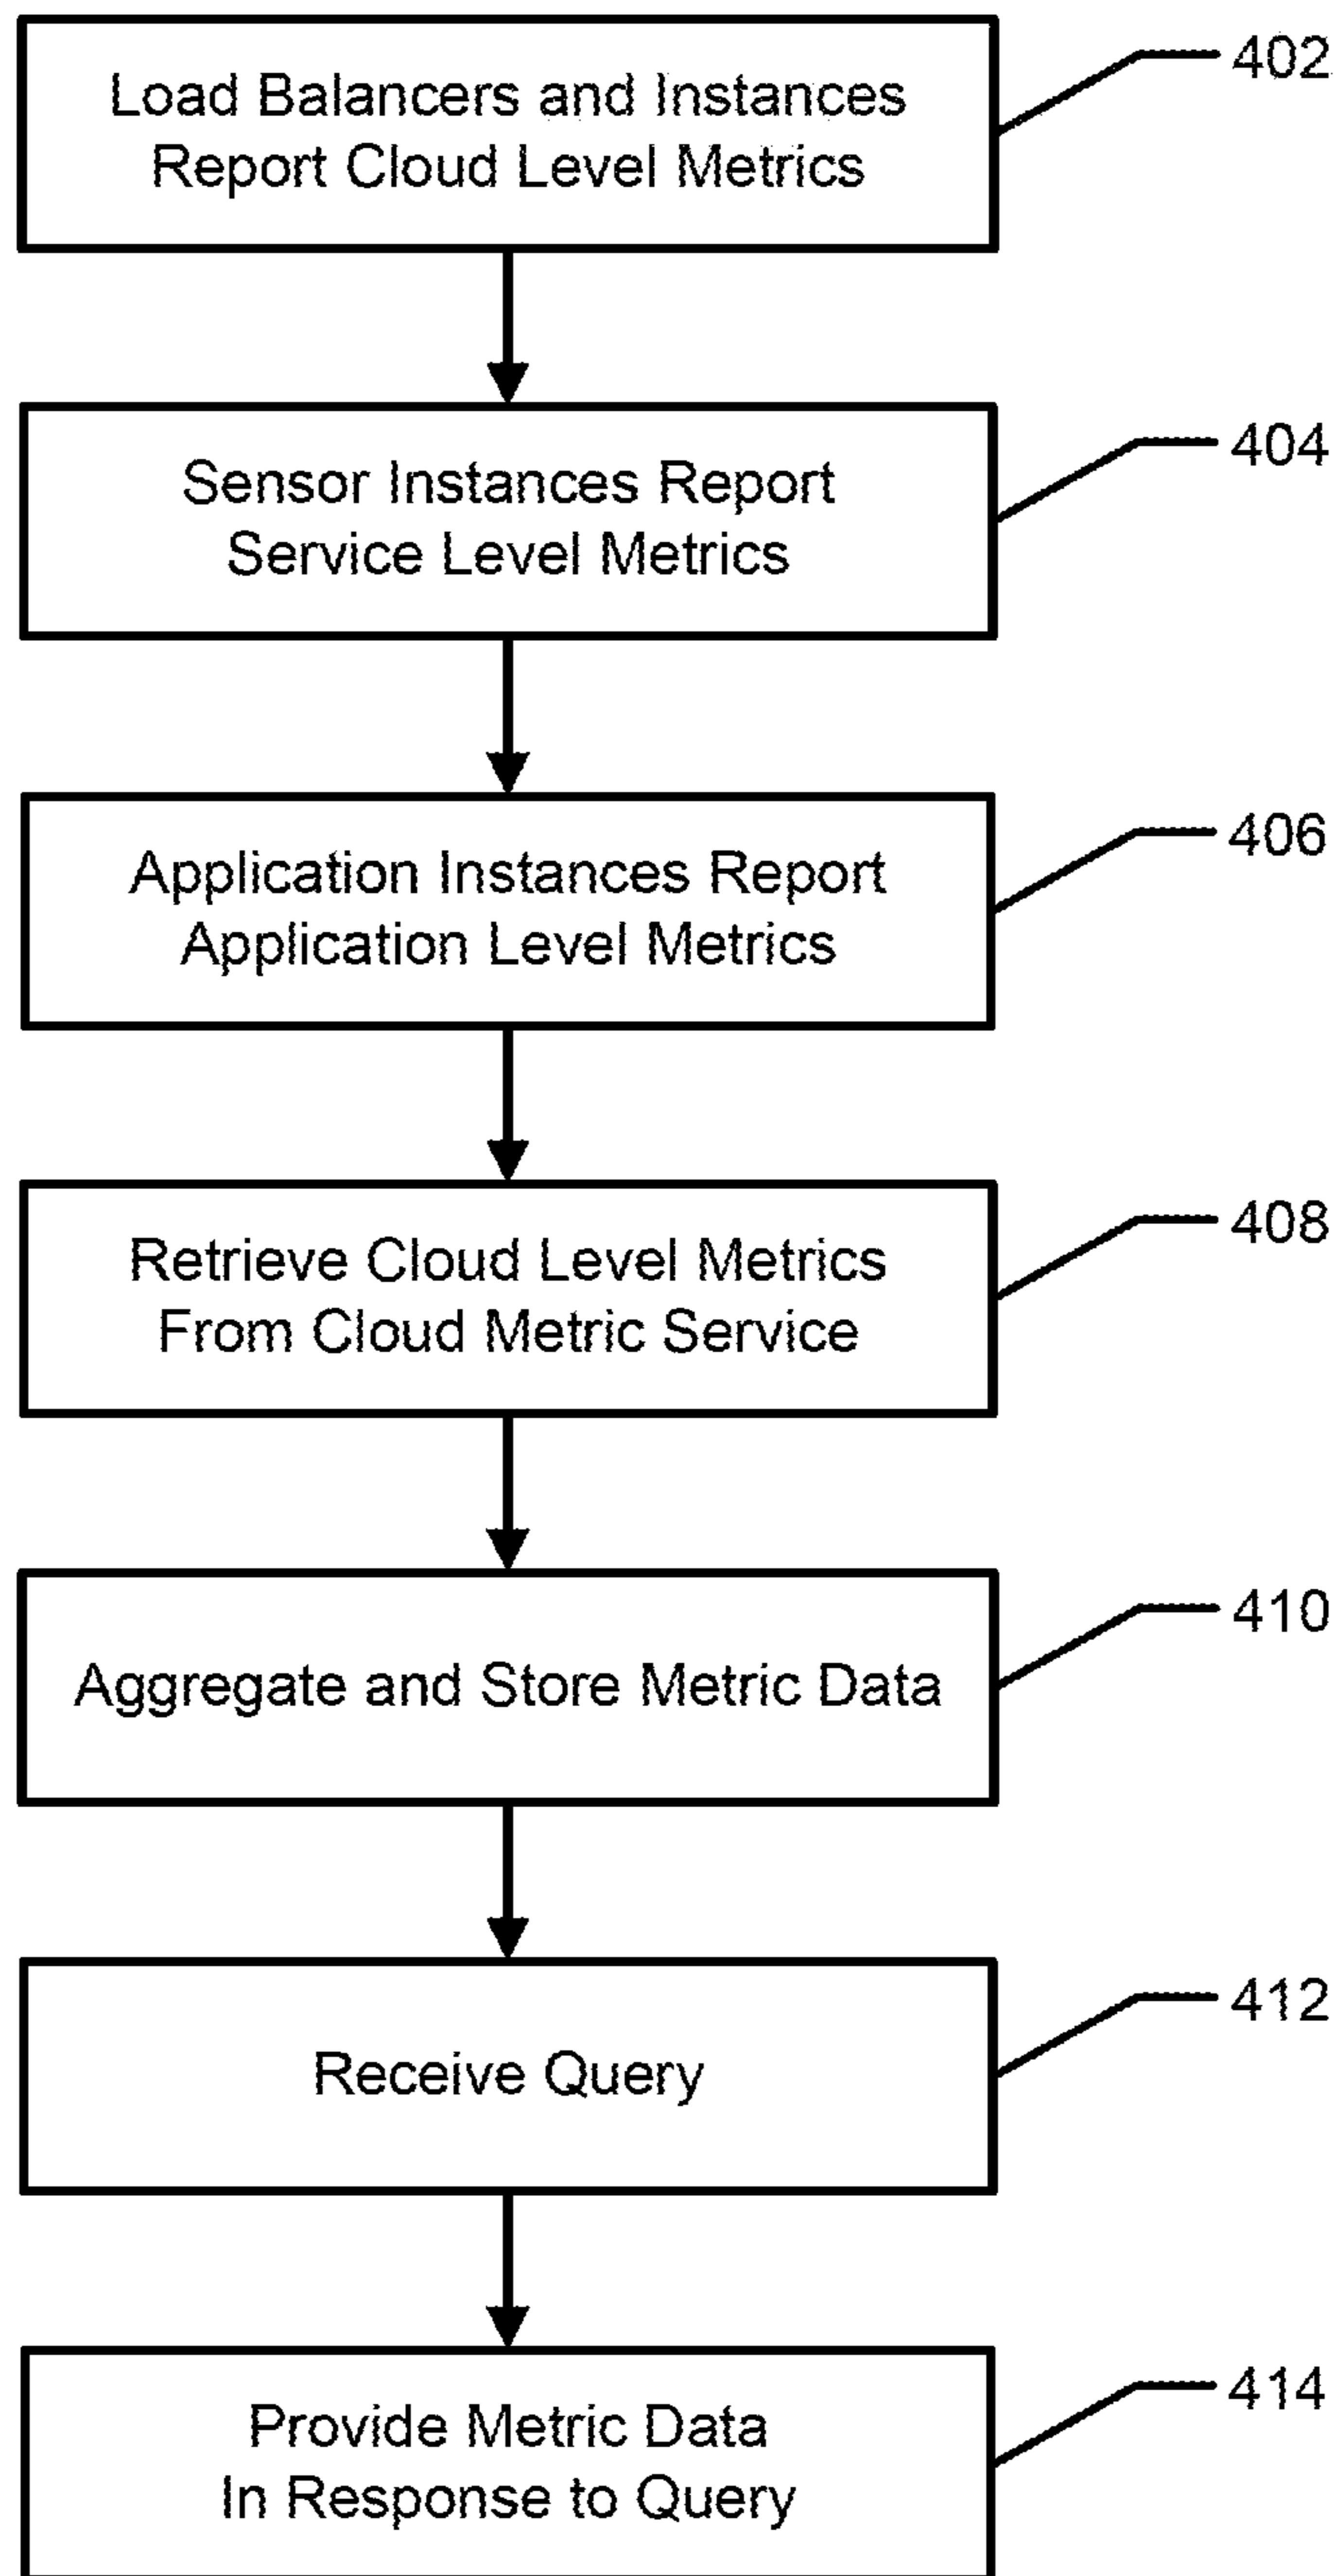 Load Balancers and Instances
Report Cloud Level Metrics
402
Sensor Instances Report
Service Level Metrics
404
Application Instances Report
Application Level Metrics
406
Retrieve Cloud Level Metrics
From Cloud Metric Service
408
Aggregate and Store Metric Data
410
Receive Query
412
Provide Metric Data
In Response to Query
414